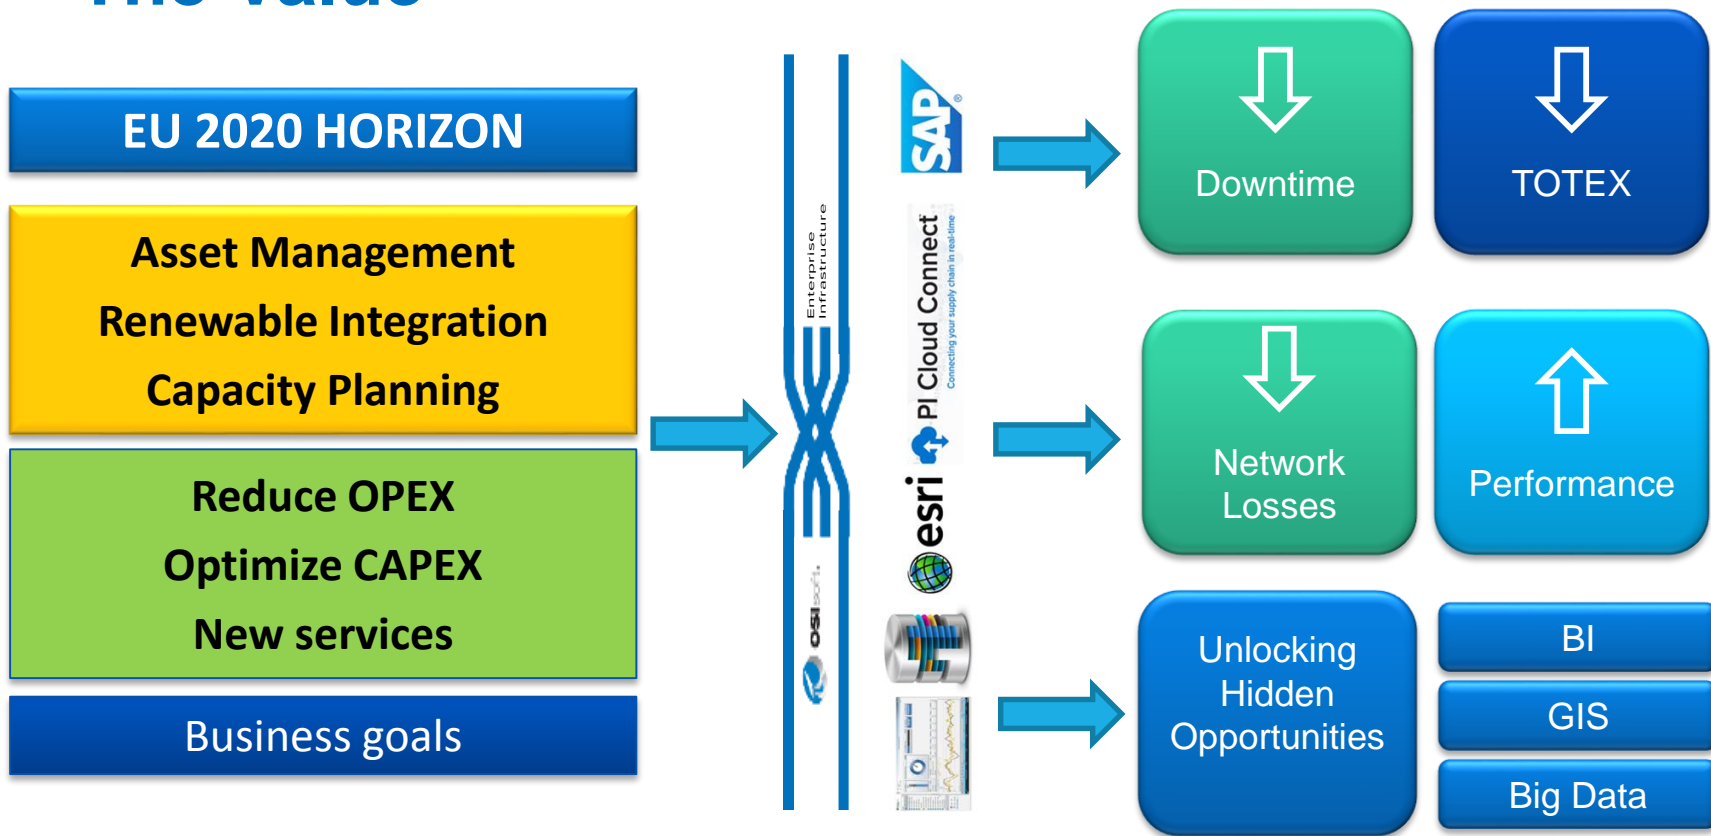 The Value
EU 2020 HORIZON
Asset Management
Renewable Integration
Capacity Planning
Reduce OPEX
Optimize CAPEX
New services
Business goals
Enterprise
Infrastructure
OSIsoft.
SAP®
PI Cloud Connect
Connecting your supply chain in real-time
esri
Downtime
TOTEX
Network
Losses
Performance
Unlocking
Hidden
Opportunities
BI
GIS
Big Data